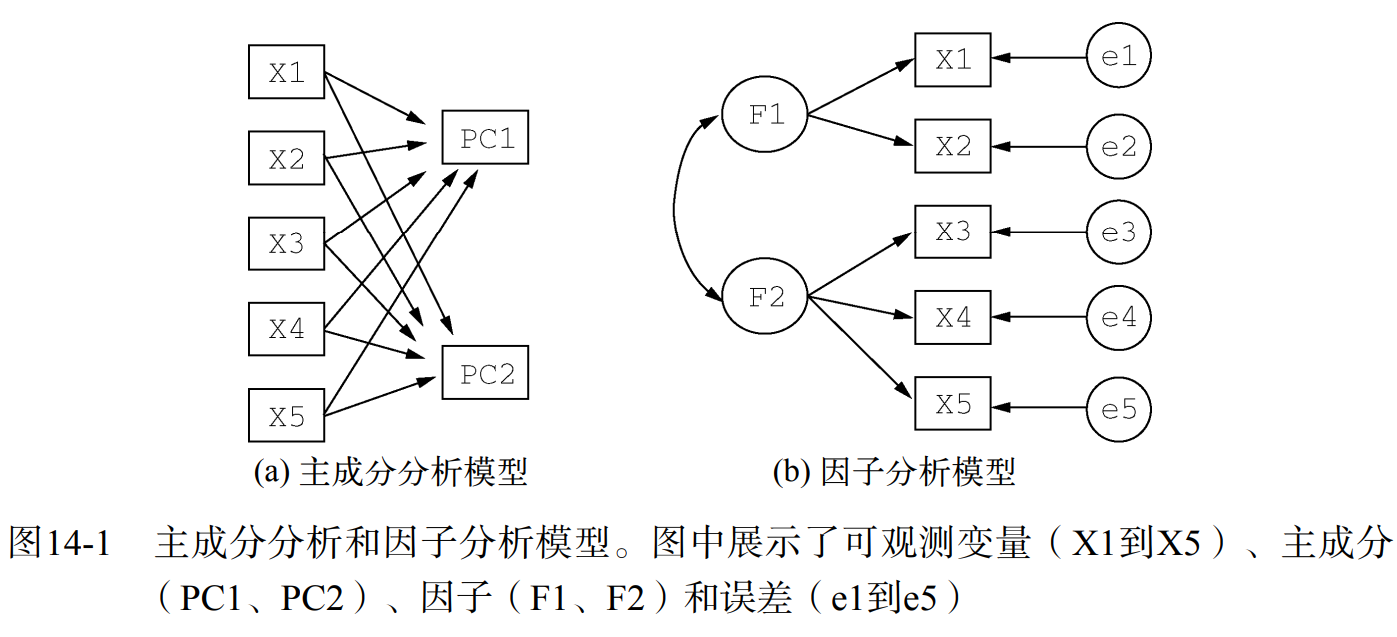 X1
X2
X3
X4
X5
PC1
PC2
(a) 主成分分析模型
F1
F2
X1
X2
X3
X4
X5
e1
e2
e3
e4
e5
(b) 因子分析模型
图14-1 主成分分析和因子分析模型。图中展示了可观测变量（X1到X5）、主成分
（PC1、PC2）、因子（F1、F2）和误差（e1到e5）